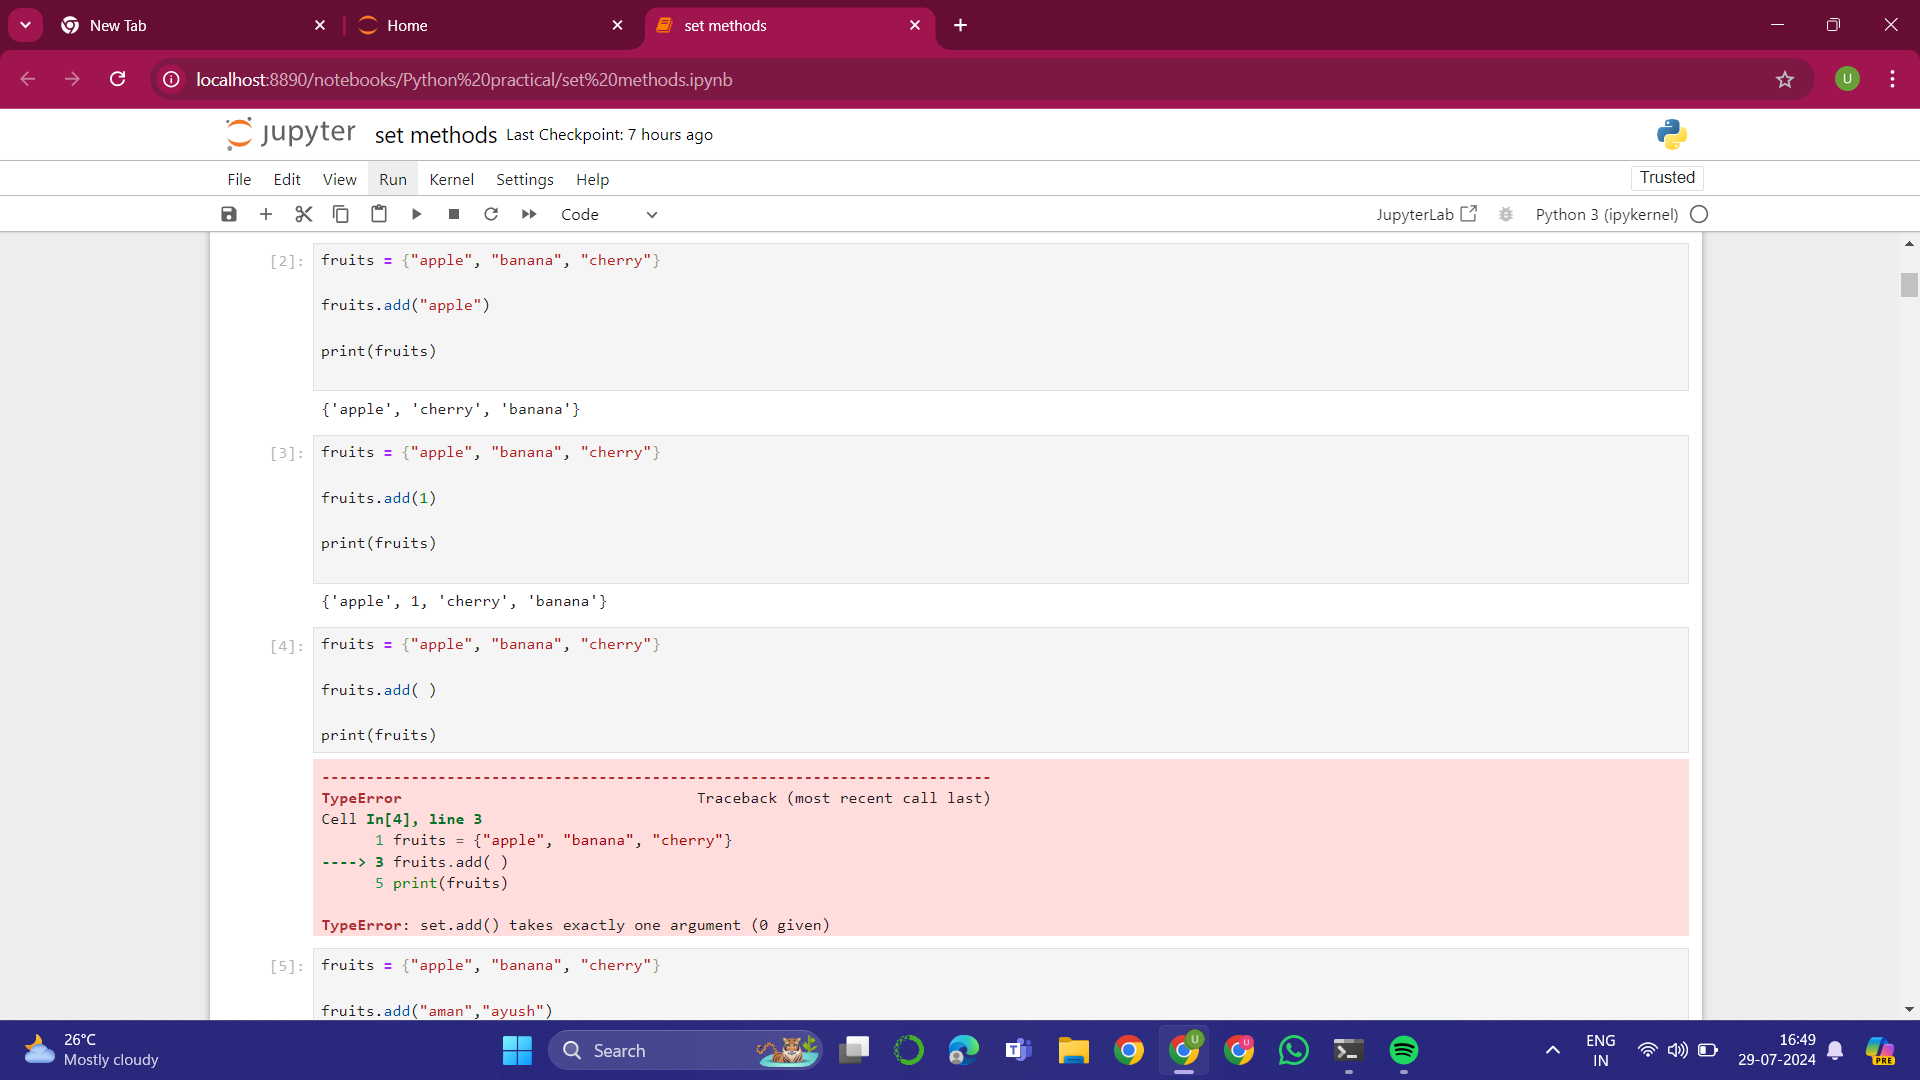 New Tab
Home
set methods
localhost:8890/notebooks/Python%20practical/set%20methods.ipynb
U
jupyter set methods Last Checkpoint: 7 hours ago
File Edit View Run Kernel Settings Help
Trusted
Code
JupyterLab
Python 3 (ipykernel)
[2]: fruits = {"apple", "banana", "cherry"}
fruits.add("apple")
print(fruits)
{'apple', 'cherry', 'banana'}
[3]: fruits = {"apple", "banana", "cherry"}
fruits.add(1)
print(fruits)
{'apple', 1, 'cherry', 'banana'}
[4]: fruits = {"apple", "banana", "cherry"}
fruits.add( )
print(fruits)
---------------------------------------------------------------------------
TypeError Traceback (most recent call last)
Cell In[4], line 3
1 fruits = {"apple", "banana", "cherry"}
----> 3 fruits.add( )
5 print(fruits)
TypeError: set.add() takes exactly one argument (0 given)
[5]: fruits = {"apple", "banana", "cherry"}
fruits.add("aman","ayush")
26°C
Mostly cloudy
Search
U
U
ENG
IN
16:49
29-07-2024
PRE